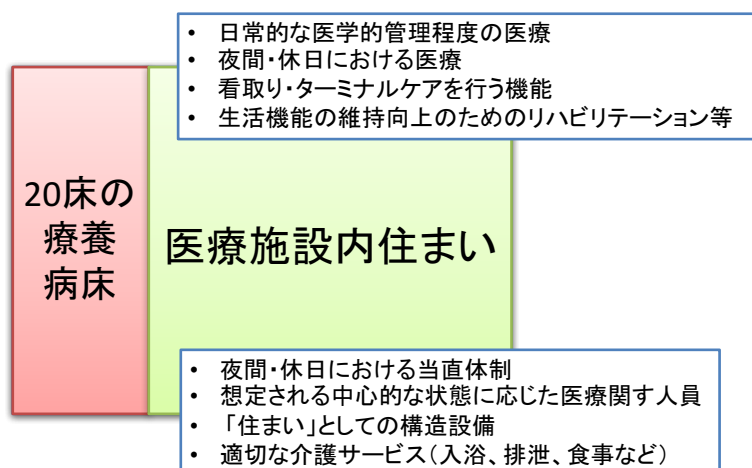 • 日常的な医学的管理程度の医療
• 夜間・休日における医療
• 看取り・ターミナルケアを行う機能
• 生活機能の維持向上のためのリハビリテーション等
20床の
療養
病床
医療施設内住まい
• 夜間・休日における当直体制
• 想定される中心的な状態に応じた医療関す人員
• 「住まい」としての構造設備
• 適切な介護サービス（入浴、排泄、食事など）